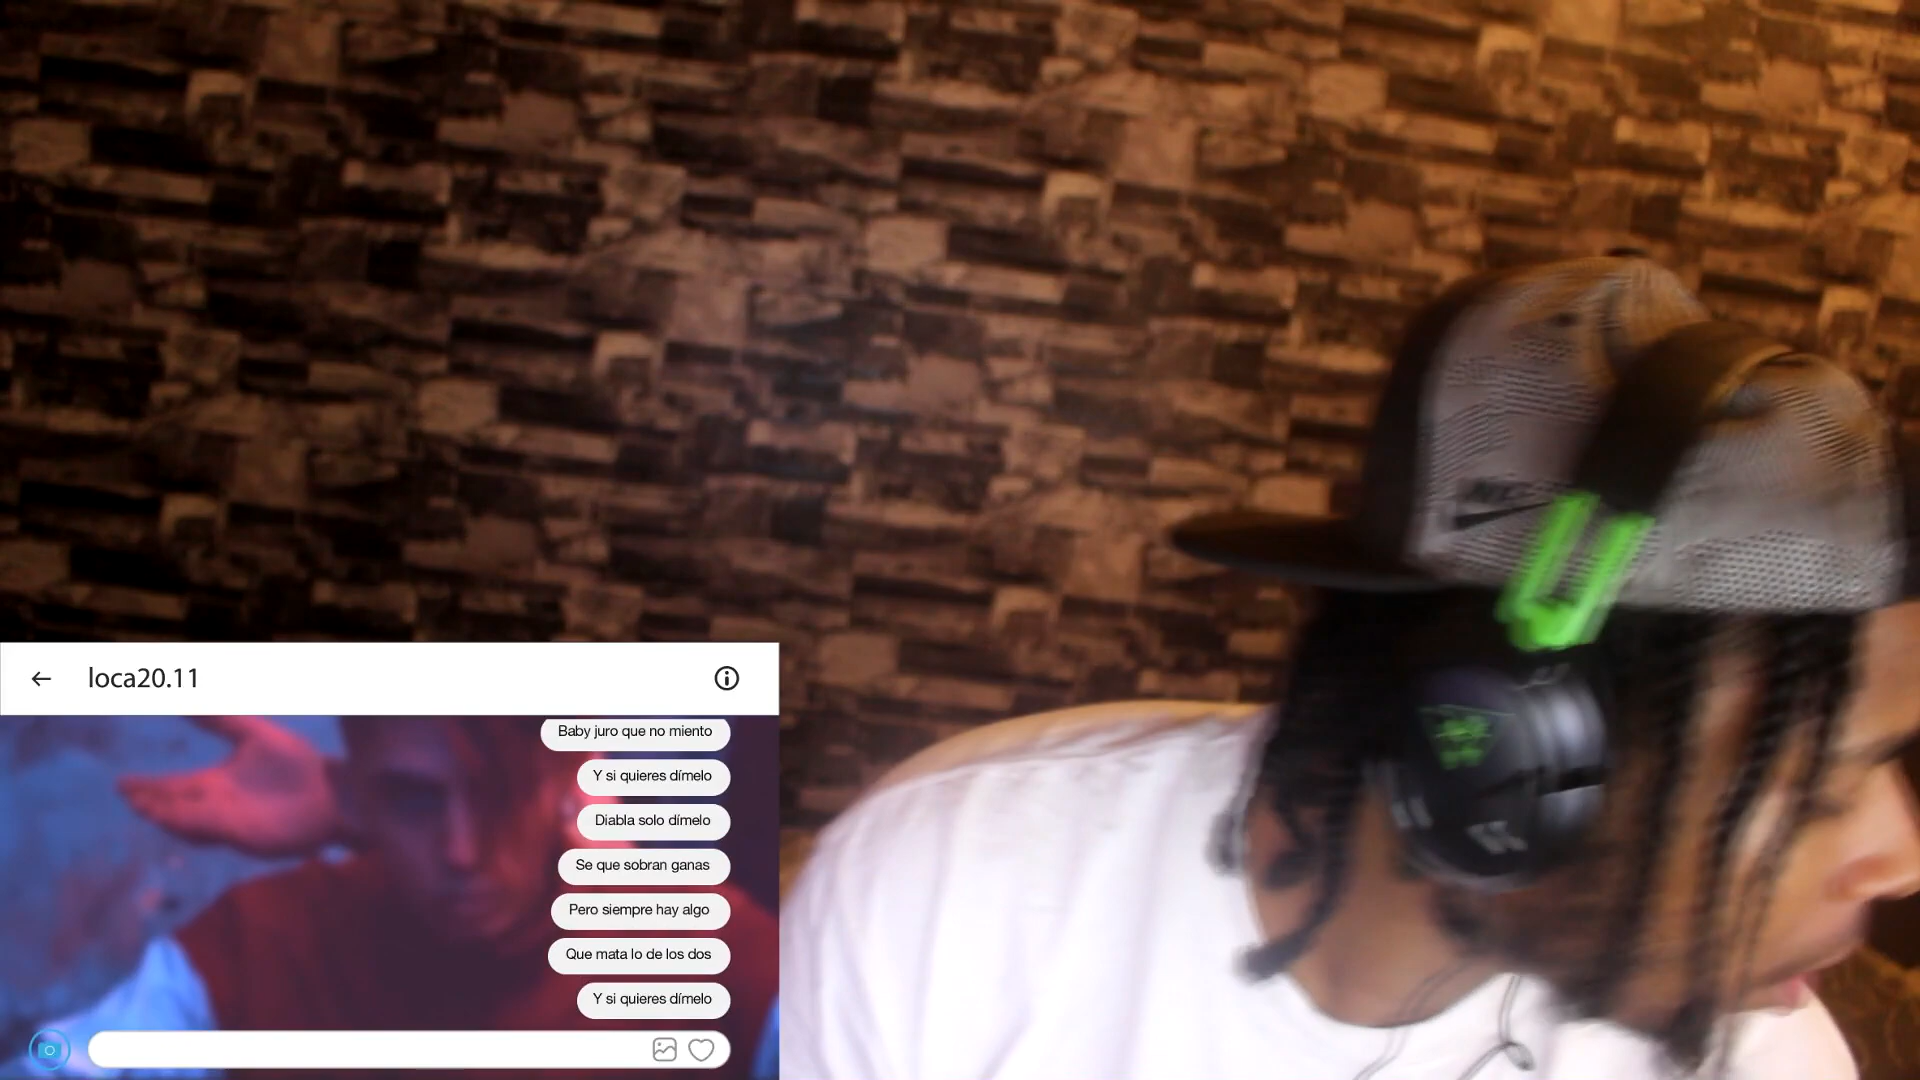 loca20.11
Baby juro que no miento
Y si quieres dímelo
Diabla solo dímelo
Se que sobran ganas
Pero siempre hay algo
Que mata lo de los dos
Y si quieres dímelo